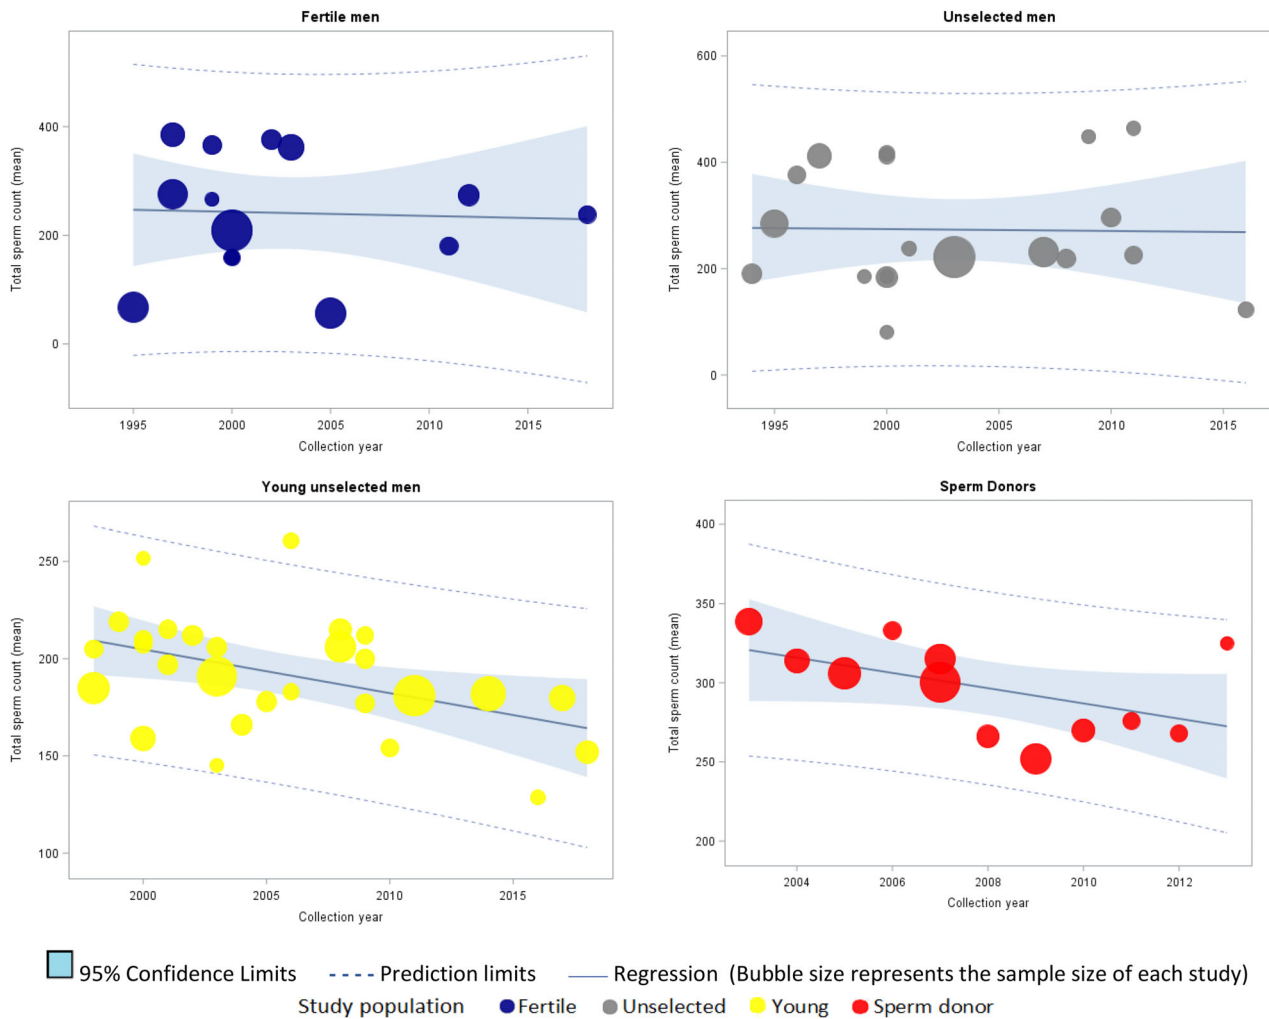 Fertile men
Total sperm count (mean)
400
200
0
1995 2000 2005 2010 2015
Collection year
Unselected men
Total sperm count (mean)
600
400
200
0
1995 2000 2005 2010 2015
Collection year
Young unselected men
Total sperm count (mean)
250
200
150
100
2000 2005 2010 2015
Collection year
Sperm Donors
Total sperm count (mean)
400
350
300
250
200
2004 2006 2008 2010 2012
Collection year
95% Confidence Limits Prediction limits Regression (Bubble size represents the sample size of each study)
Study population Fertile Unselected Young Sperm donor